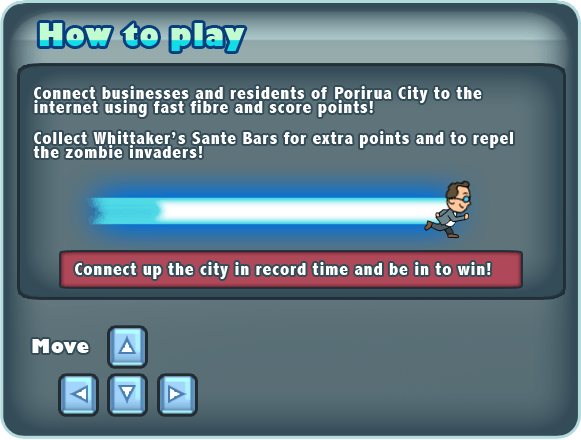 How to play
Connect businesses and residents of Porirua City to the
internet using fast fibre and score points!
Collect Whittaker's Sante Bars for extra points and to repel
the zombie invaders!
Connect up the city in record time and be in to win!
Move